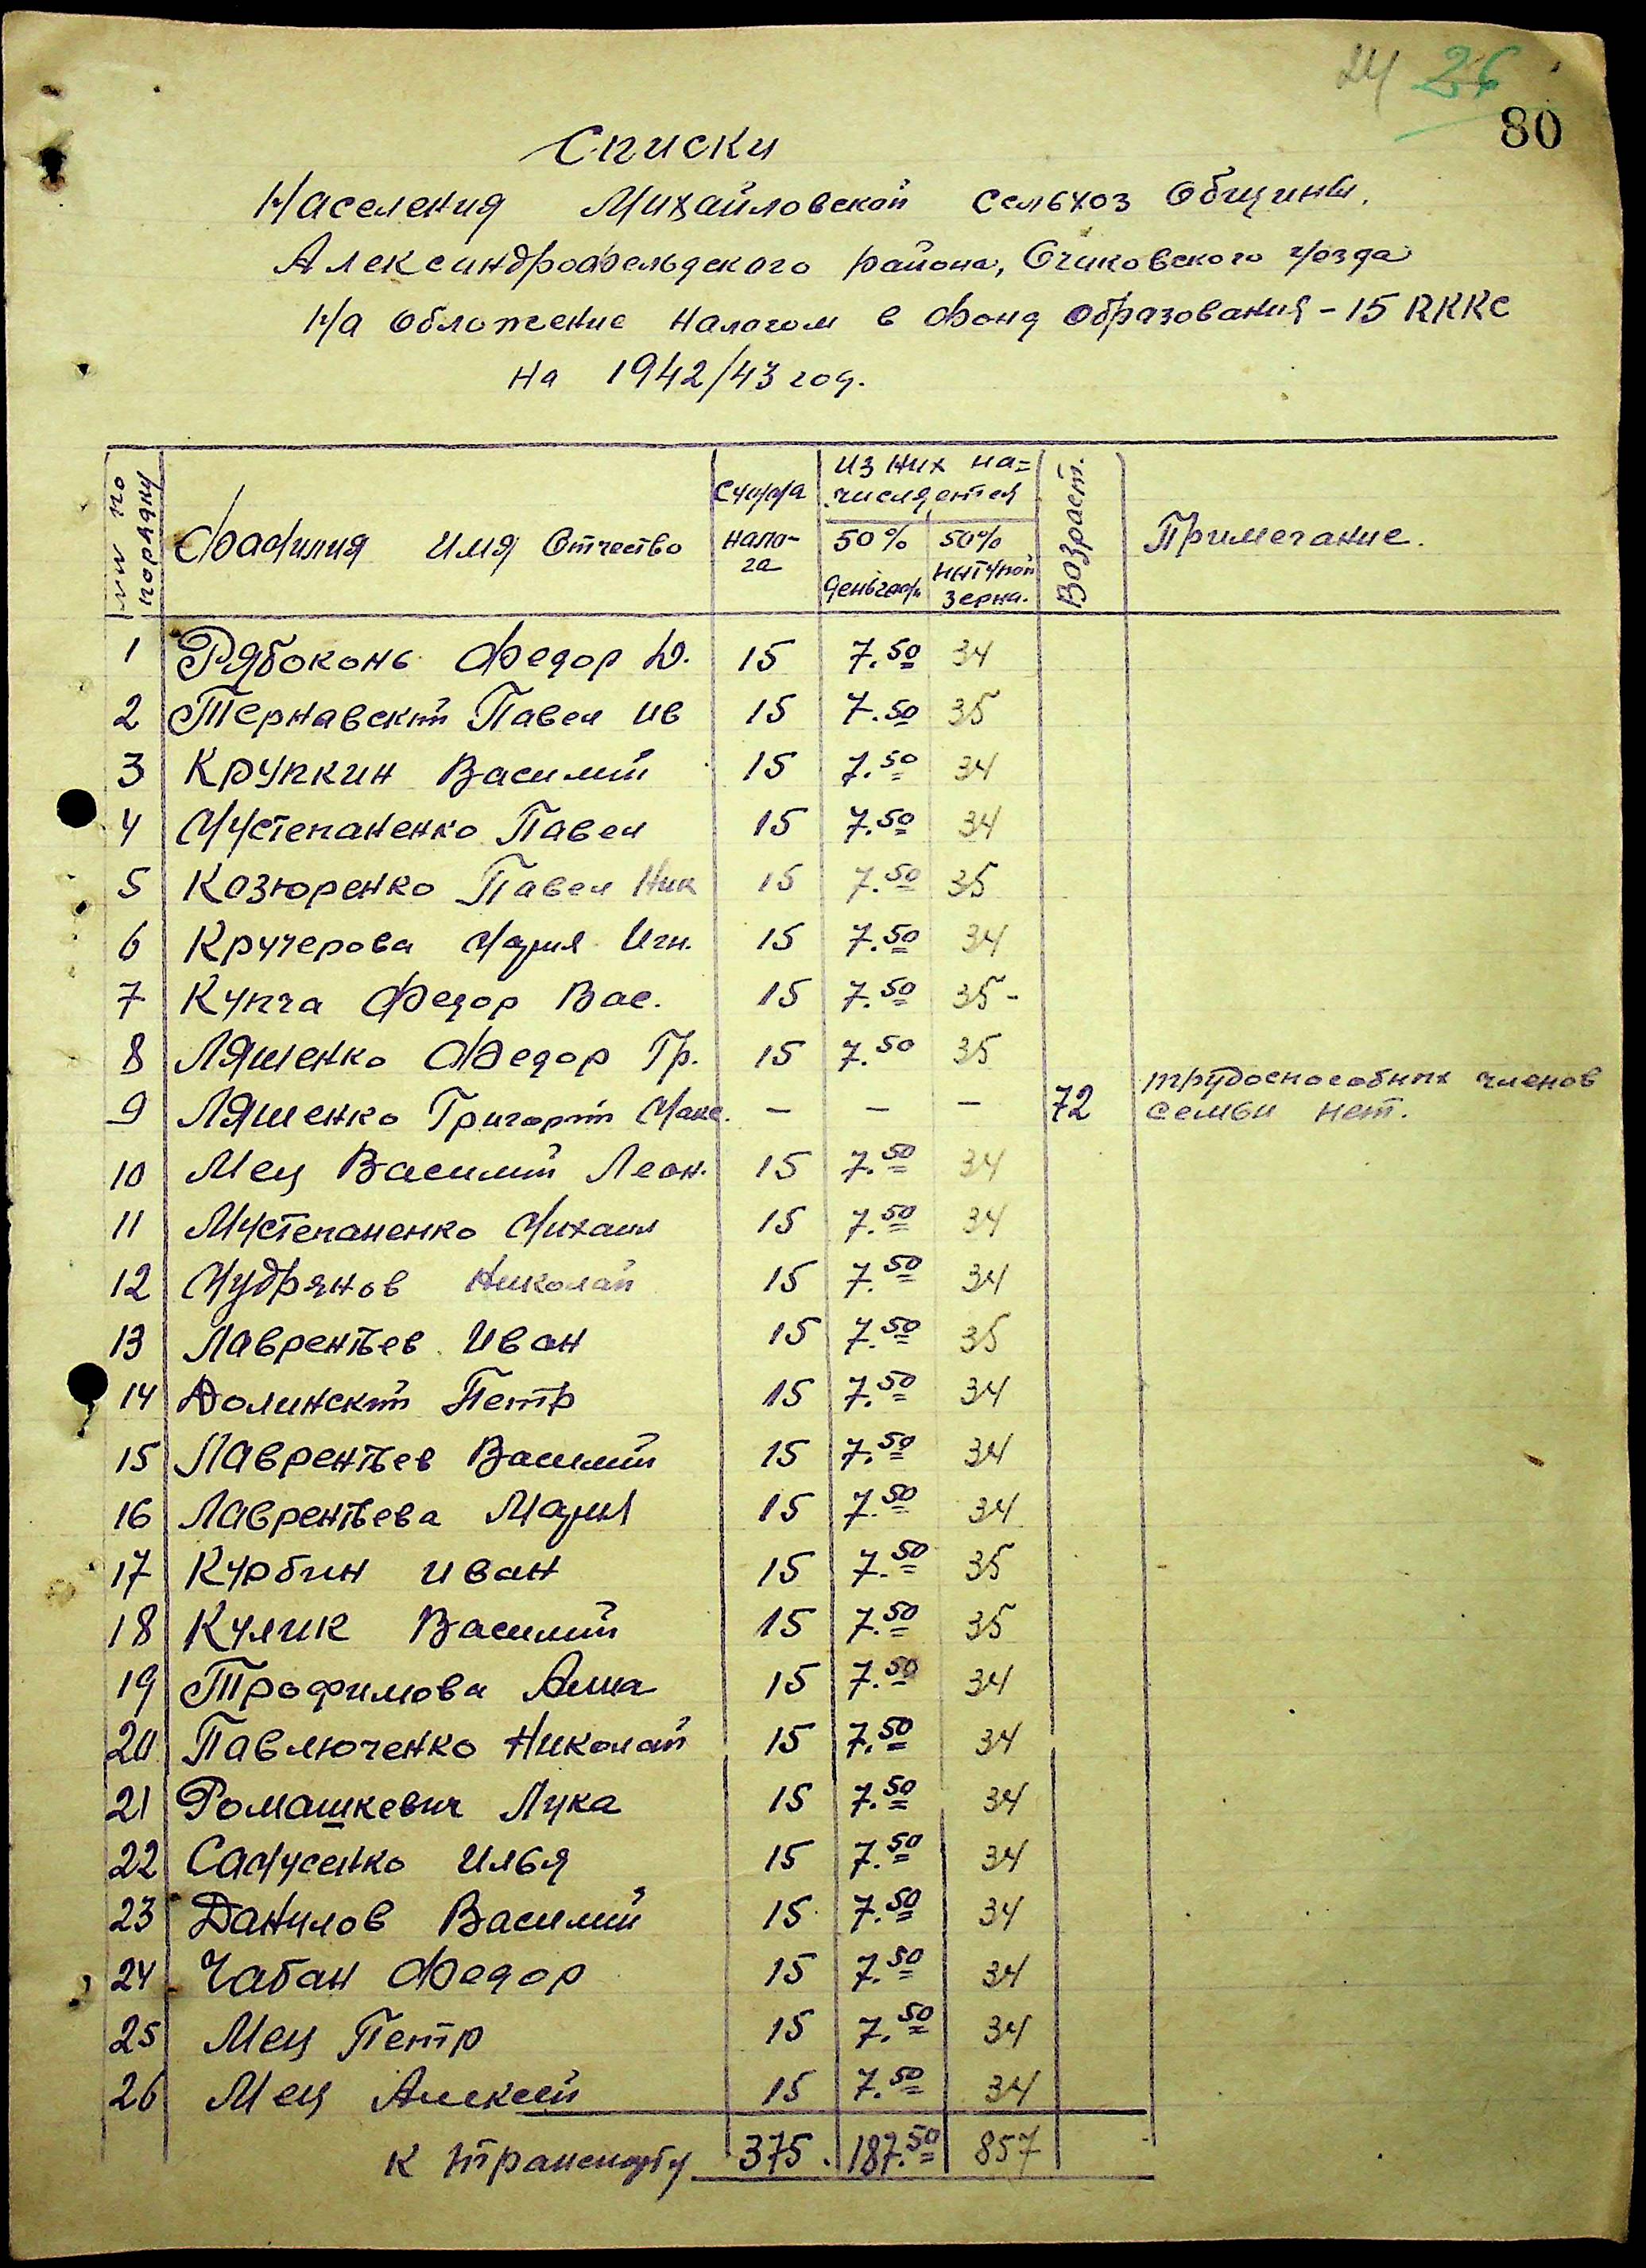 24 26
80
Списки
Населения Михайловской сельхоз Общины,
Александрофельдского района, Очаковского уезда
На обложение налогом в фонд образования - 15 RKKC
на 1942/43 год.
№№ по порядку Фамилия Имя Отчество Сумма налога из них начисляется 50% деньгами 50% натурой зерна. Возраст. Примечание.
1 Рябоконь Федор Д. 15 7.50 34
2 Тернавский Павел Ив 15 7.50 35
3 Крупкин Василий 15 7.50 34
4 Мустепаненко Павел 15 7.50 34
5 Козюренко Павел Ник 15 7.50 35
6 Кручерова Мария Игн. 15 7.50 34
7 Купча Федор Вас. 15 7.50 35-
8 Ляшенко Федор Гр. 15 7.50 35
9 Ляшенко Григорий Макс. - - - 72 трудоспособных членов
семьи нет.
10 Мец Василий Леон. 15 7.50 34
11 Мустепаненко Михаил 15 7.50 34
12 Мудрянов Николай 15 7.50 34
13 Лаврентьев Иван 15 7.50 35
14 Долинский Петр 15 7.50 34
15 Лаврентьев Василий 15 7.50 34
16 Лаврентьева Мария 15 7.50 34
17 Курбин Иван 15 7.50 35
18 Кулик Василий 15 7.50 35
19 Трофимова Анна 15 7.50 34
20 Павлюченко Николай 15 7.50 34
21 Ромашкевич Лука 15 7.50 34
22 Самусенко Илья 15 7.50 34
23 Данилов Василий 15 7.50 34
24 Чабан Федор 15 7.50 34
25 Мец Петр 15 7.50 34
26 Мец Алексей 15 7.50 34
к транспорту 375. 187.50 857